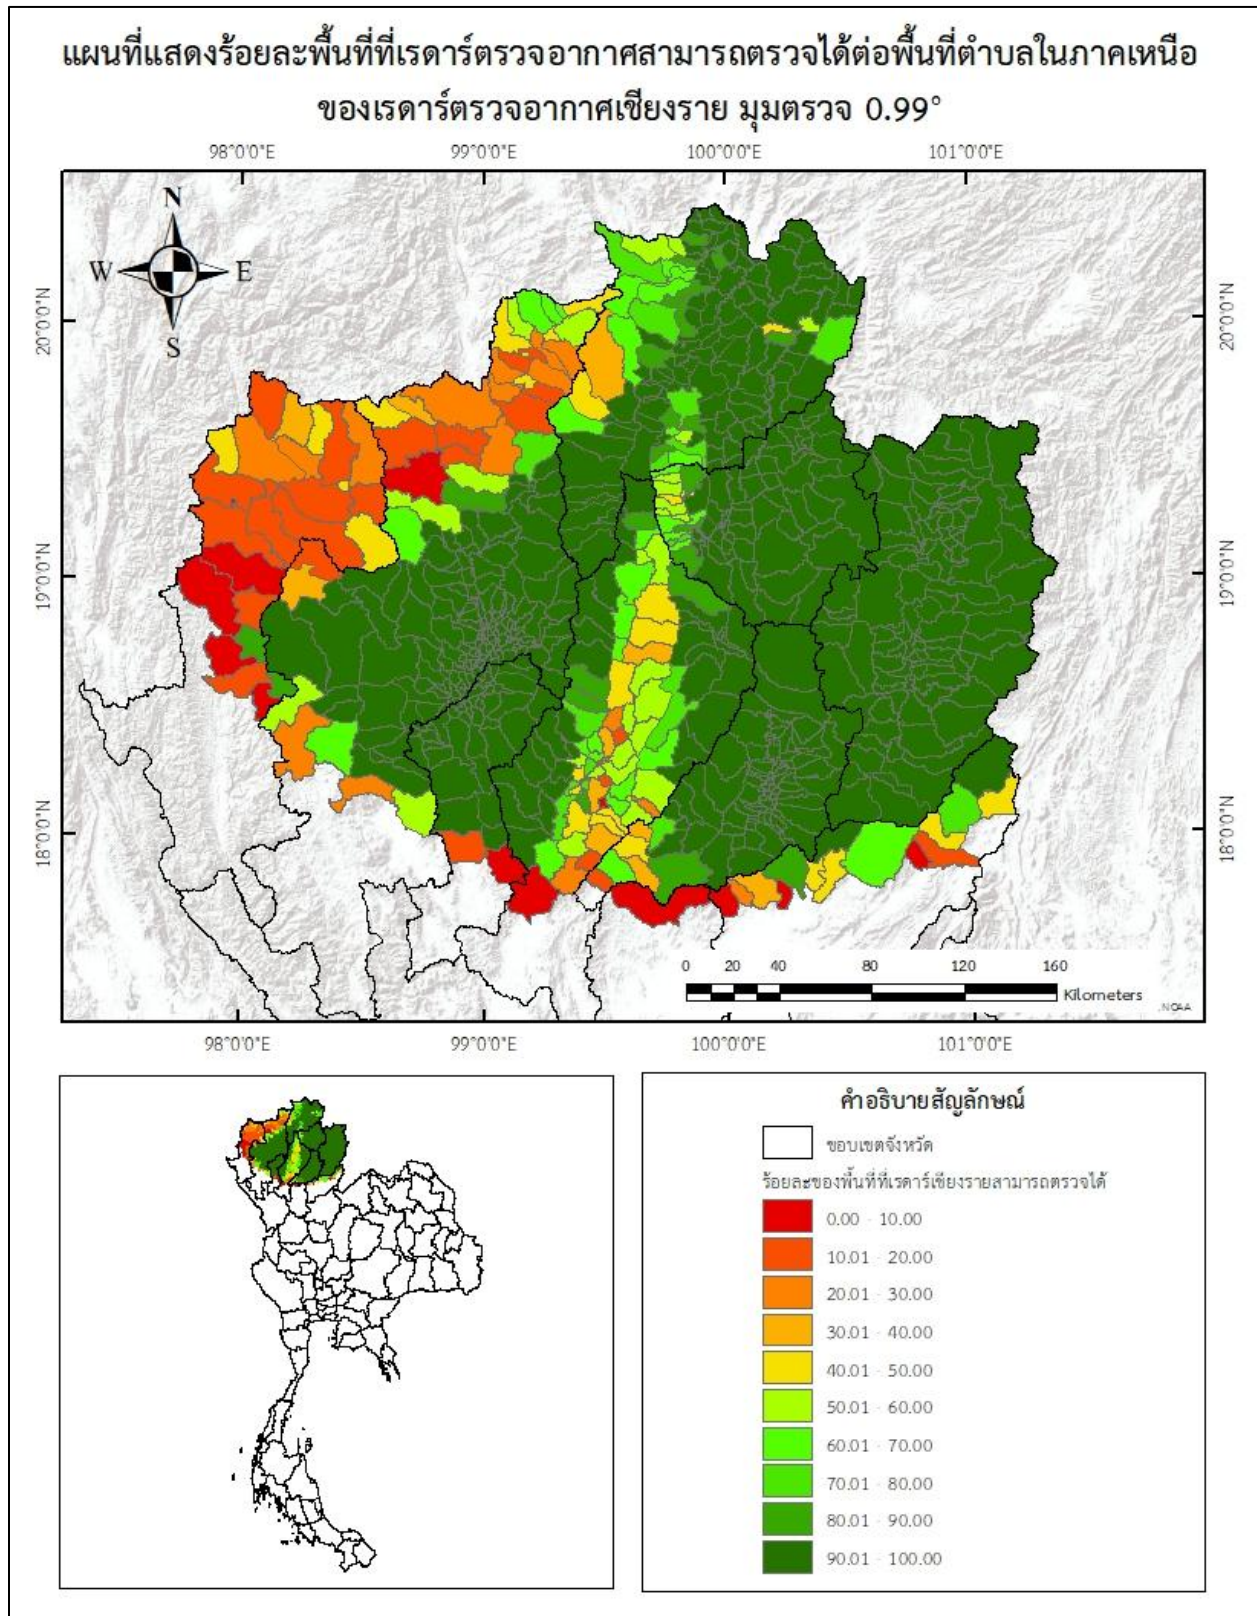 แผนที่แสดงร้อยละพื้นที่ที่เรดาร์ตรวจอากาศสามารถตรวจได้ต่อพื้นที่ตำบลในภาคเหนือ
ของเรดาร์ตรวจอากาศเชียงราย มุมตรวจ 0.99°
98°0'0"E 99°0'0"E 100°0'0"E 101°0'0"E
N
W E
S
20°0'0"N 20°0'0"N
19°0'0"N 19°0'0"N
18°0'0"N 18°0'0"N
0 20 40 80 120 160
Kilometers
NOAA
98°0'0"E 99°0'0"E 100°0'0"E 101°0'0"E
คำอธิบายสัญลักษณ์
ขอบเขตจังหวัด
ร้อยละของพื้นที่ที่เรดาร์เชียงรายสามารถตรวจได้
0.00 - 10.00
10.01 - 20.00
20.01 - 30.00
30.01 - 40.00
40.01 - 50.00
50.01 - 60.00
60.01 - 70.00
70.01 - 80.00
80.01 - 90.00
90.01 - 100.00